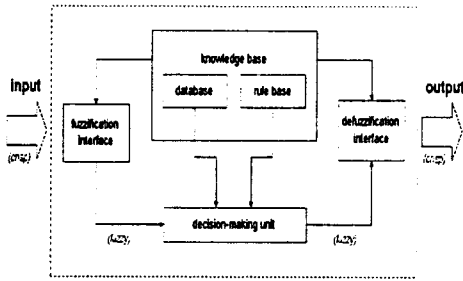 knowledge base
input
database
rule base
output
fuzzification
interface
defuzzification
interface
(crisp)
(crisp)
decision-making unit
(fuzzy)
(fuzzy)